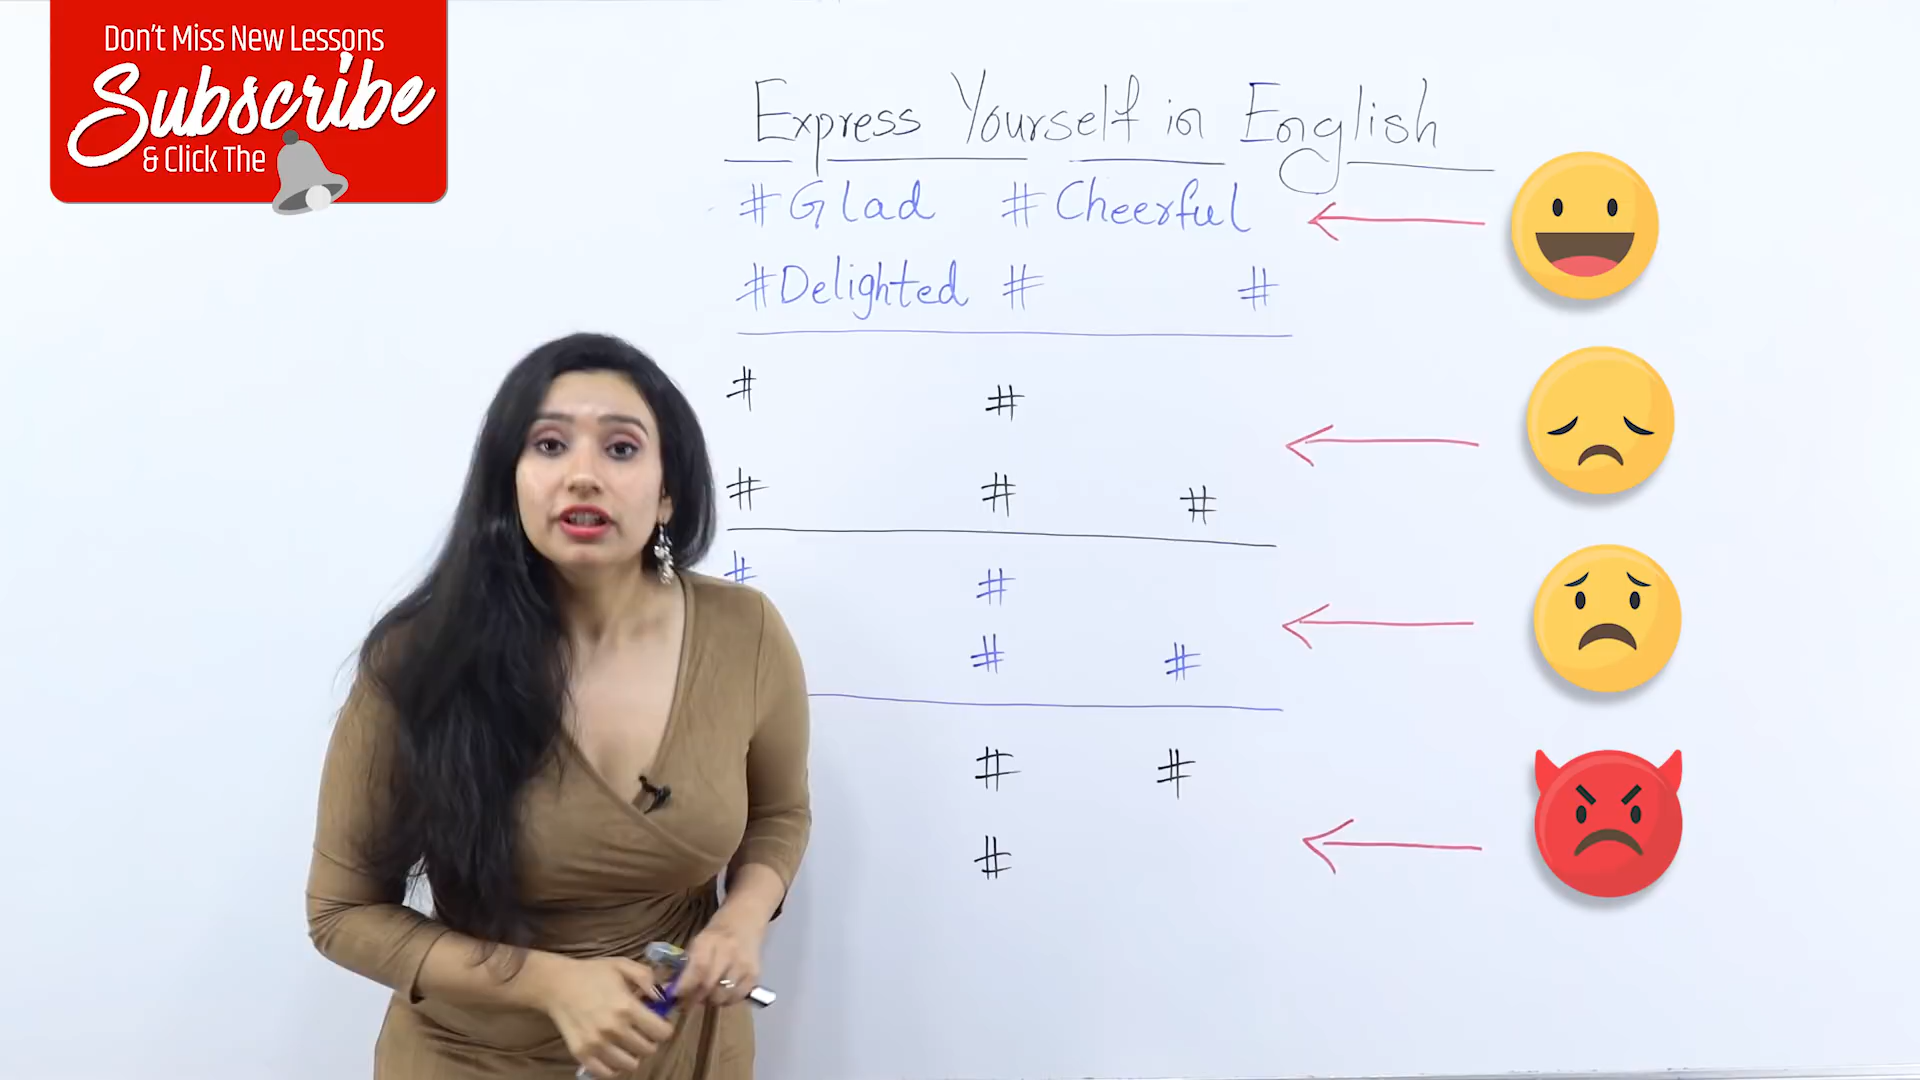 Don't Miss New Lessons
Subscribe
& Click The
Express Yourself in English
#Glad #Cheerful
#Delighted # #
# #
# # #
# #
# #
# #
#